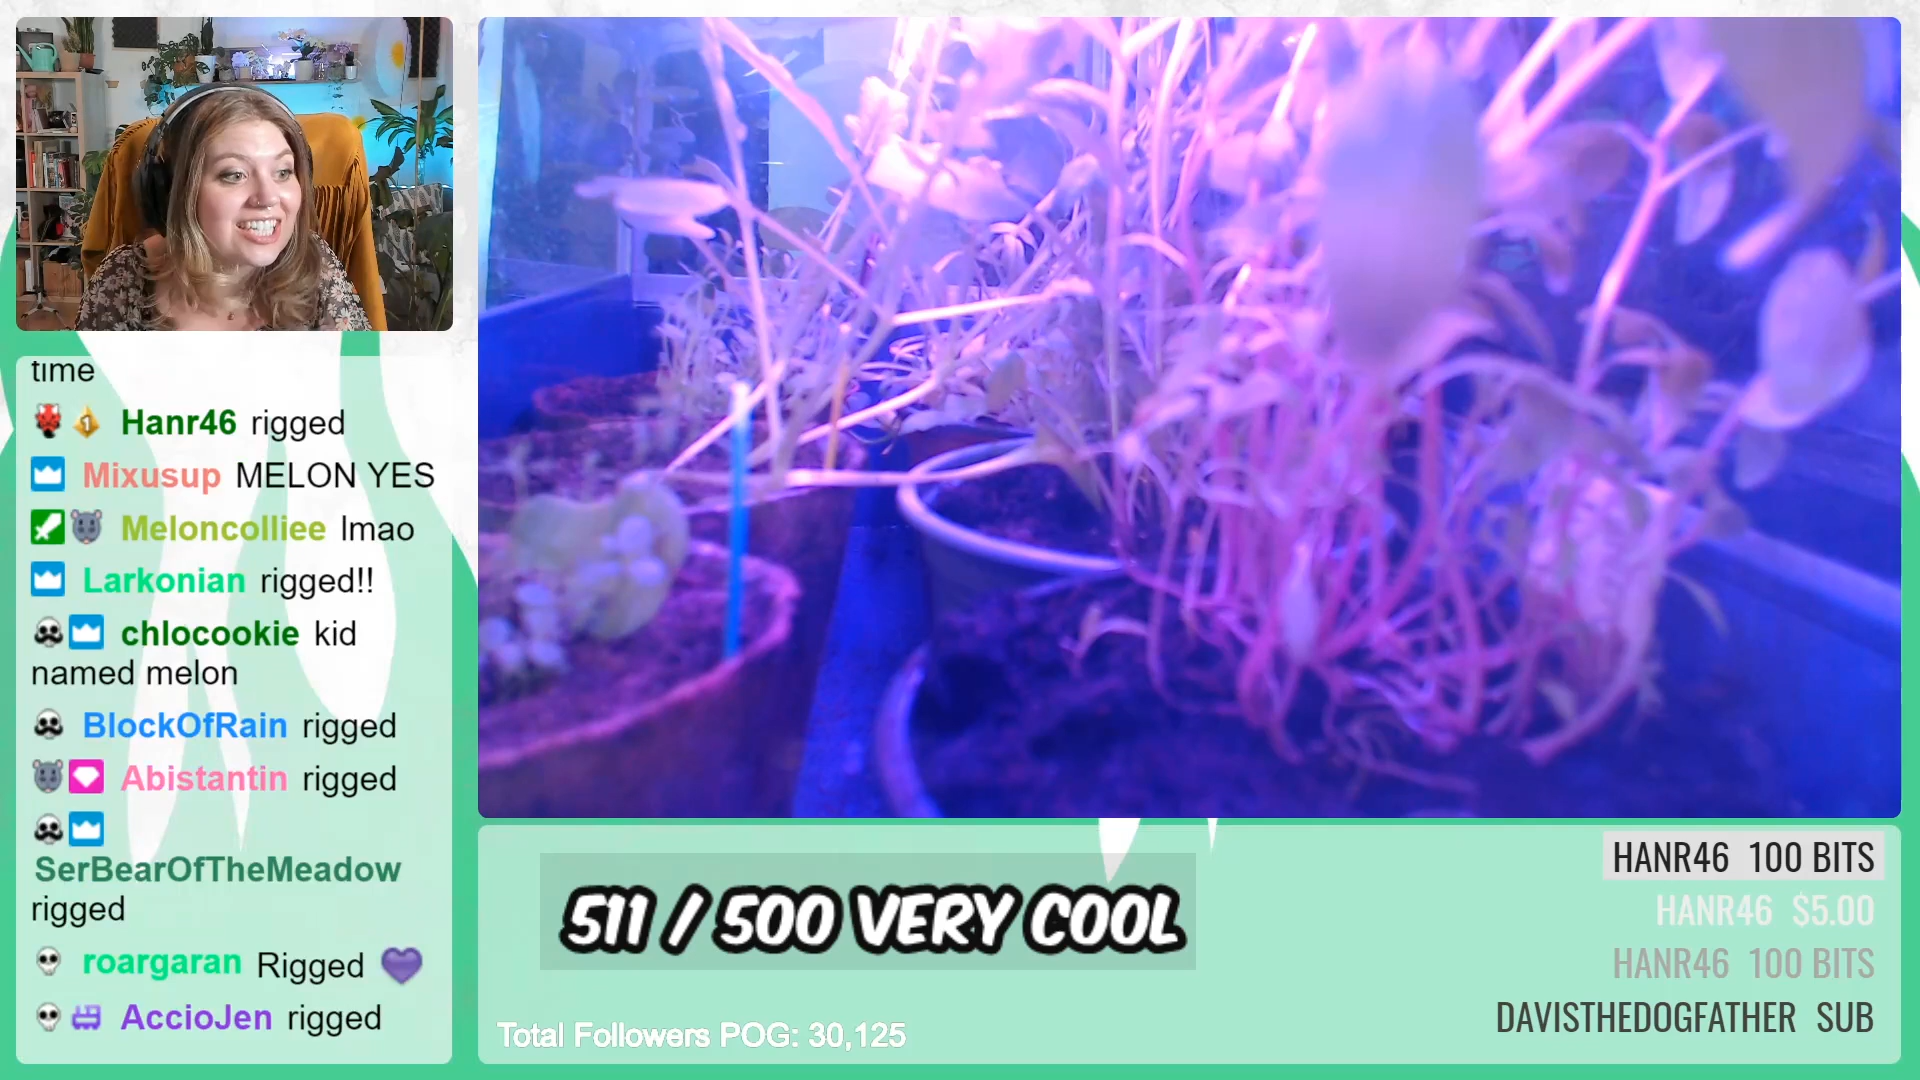 time
Hanr46 rigged
Mixusup MELON YES
Meloncolliee lmao
Larkonian rigged!!
chlocookie kid
named melon
BlockOfRain rigged
Abistantin rigged
SerBearOfTheMeadow
rigged
roargaran Rigged
AccioJen rigged
511 / 500 VERY COOL
Total Followers POG: 30,125
HANR46 100 BITS
HANR46 $5.00
HANR46 100 BITS
DAVISTHEDOGFATHER SUB